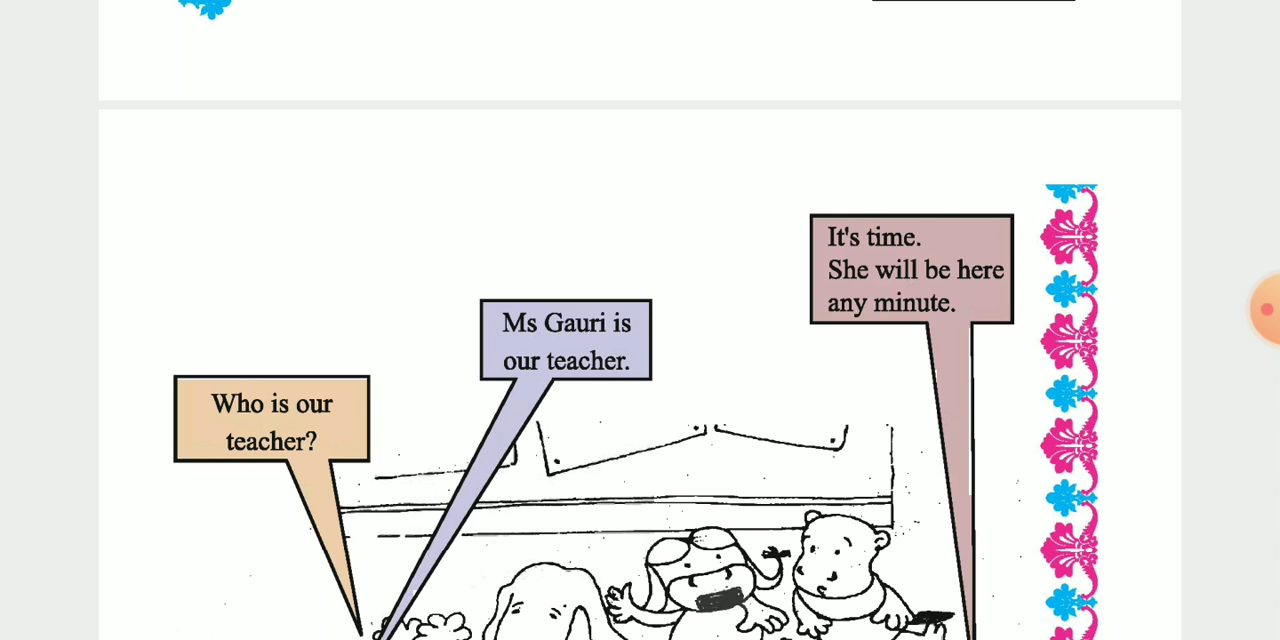 It's time.
She will be here
any minute.
Ms Gauri is
our teacher.
Who is our
teacher?